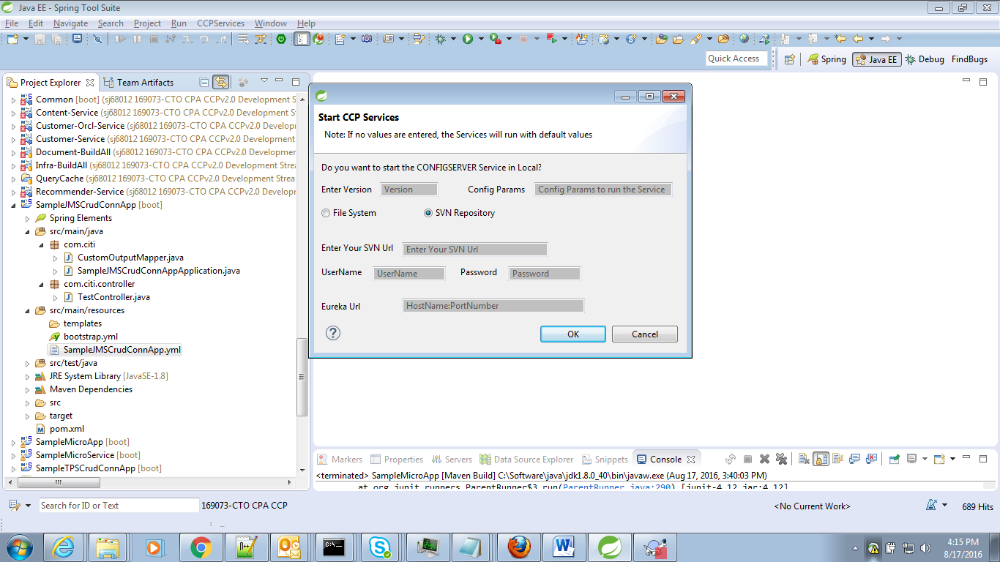 Java EE - Spring Tool Suite
File Edit Navigate Search Project Run CCPServices Window Help
Quick Access Spring Java EE Debug FindBugs
Project Explorer Team Artifacts
Common [boot] (sj68012 169073-CTO CPA CCPv2.0 Development S
Content-Service (sj68012 169073-CTO CPA CCPv2.0 Development S
Customer-Orcl-Service (sj68012 169073-CTO CPA CCPv2.0 Develop
Customer-Service (sj68012 169073-CTO CPA CCPv2.0 Development
Document-BuildAll (sj68012 169073-CTO CPA CCPv2.0 Developmer
Infra-BuildAll (sj68012 169073-CTO CPA CCPv2.0 Development Strea
QueryCache (sj68012 169073-CTO CPA CCPv2.0 Development Strea
Recommender-Service (sj68012 169073-CTO CPA CCPv2.0 Developr
SampleJMSCrudConnApp [boot]
Spring Elements
src/main/java
com.citi
CustomOutputMapper.java
SampleJMSCrudConnAppApplication.java
com.citi.controller
TestController.java
src/main/resources
templates
bootstrap.yml
SampleJMSCrudConnApp.yml
src/test/java
JRE System Library [JavaSE-1.8]
Maven Dependencies
src
target
pom.xml
SampleMicroApp [boot]
SampleMicroService [boot]
SampleTPSCrudConnApp [boot]
Start CCP Services
Note: If no values are entered, the Services will run with default values
Do you want to start the CONFIGSERVER Service in Local?
Enter Version Version Config Params Config Params to run the Service
File System SVN Repository
Enter Your SVN Url Enter Your SVN Url
UserName UserName Password Password
Eureka Url HostName:PortNumber
OK Cancel
Markers Properties Servers Data Source Explorer Snippets Console
<terminated> SampleMicroApp [Maven Build] C:\Software\java\jdk1.8.0_40\bin\javaw.exe (Aug 17, 2016, 3:40:03 PM)
at org.junit.runners.ParentRunner$3.run(ParentRunner.java:290) [junit-4.12.jar:4.12]
Search for ID or Text 169073-CTO CPA CCP <No Current Work> 689 Hits
4:15 PM
8/17/2016